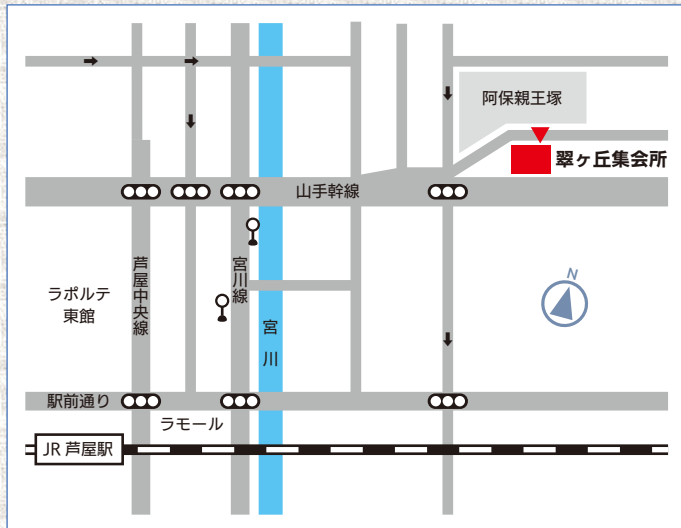 阿保親王塚
翠ヶ丘集会所
山手幹線
芦屋中央線
宮川線
ラポルテ
東館
宮川
N
駅前通り
ラモール
JR 芦屋駅